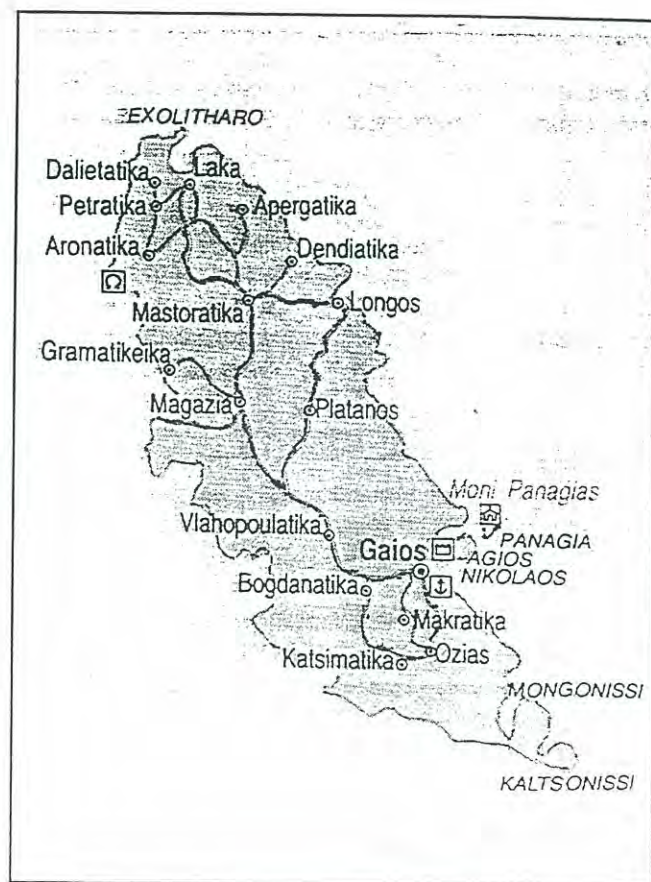 EXOLITHARO
Dalietatika
Laka
Petratika
Apergatika
Aronatika
Dendiatika
Mastoratika
Longos
Gramatikeika
Magazia
Platanos
Moni Panagias
Vlahopoulatika
PANAGIA
Gaios
AGIOS
NIKOLAOS
Bogdanatika
Makratika
Katsimatika
Ozias
MONGONISSI
KALTSONISSI